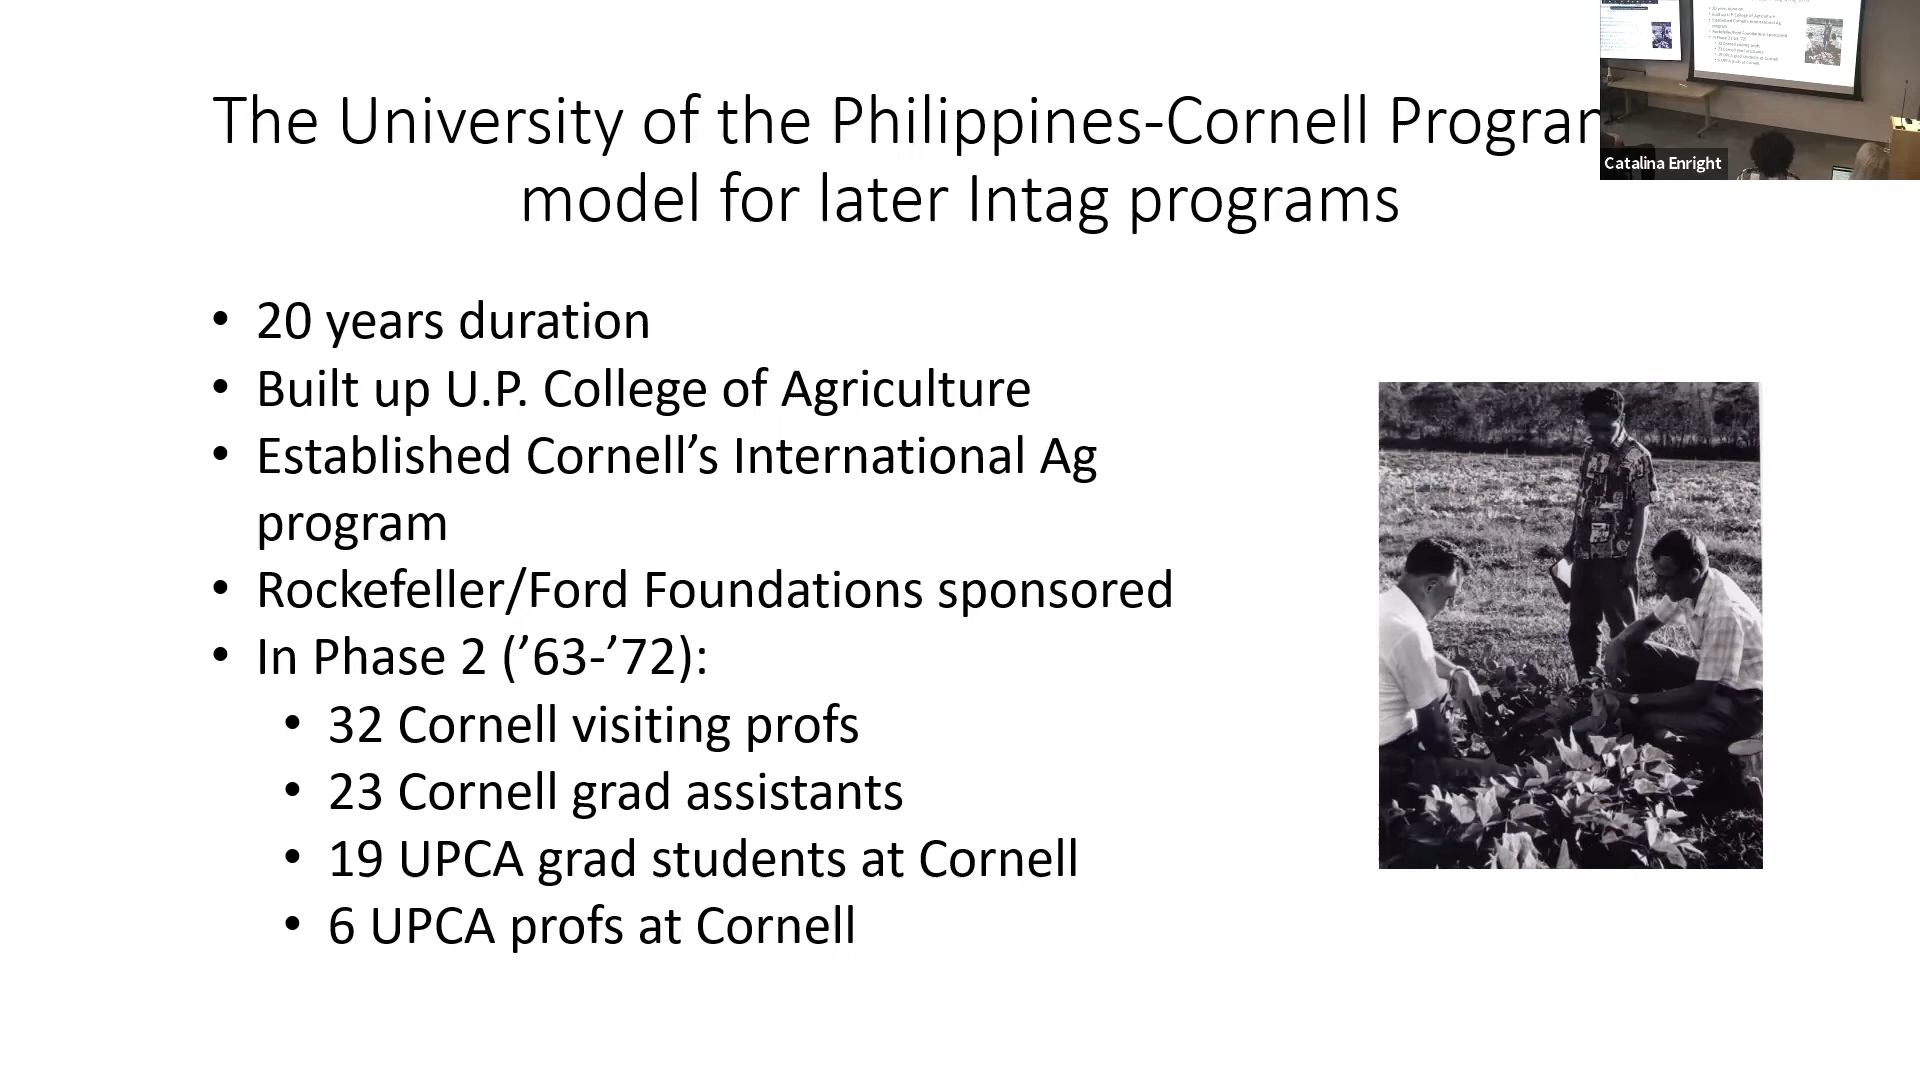 The University of the Philippines-Cornell
model for later Intag programs
• 20 years duration
• Built up U.P. College of Agriculture
• Established Cornell’s International Ag
program
• Rockefeller/Ford Foundations sponsored
• In Phase 2 (’63-’72):
• 32 Cornell visiting profs
• 23 Cornell grad assistants
• 19 UPCA grad students at Cornell
• 6 UPCA profs at Cornell
Catalina Enright